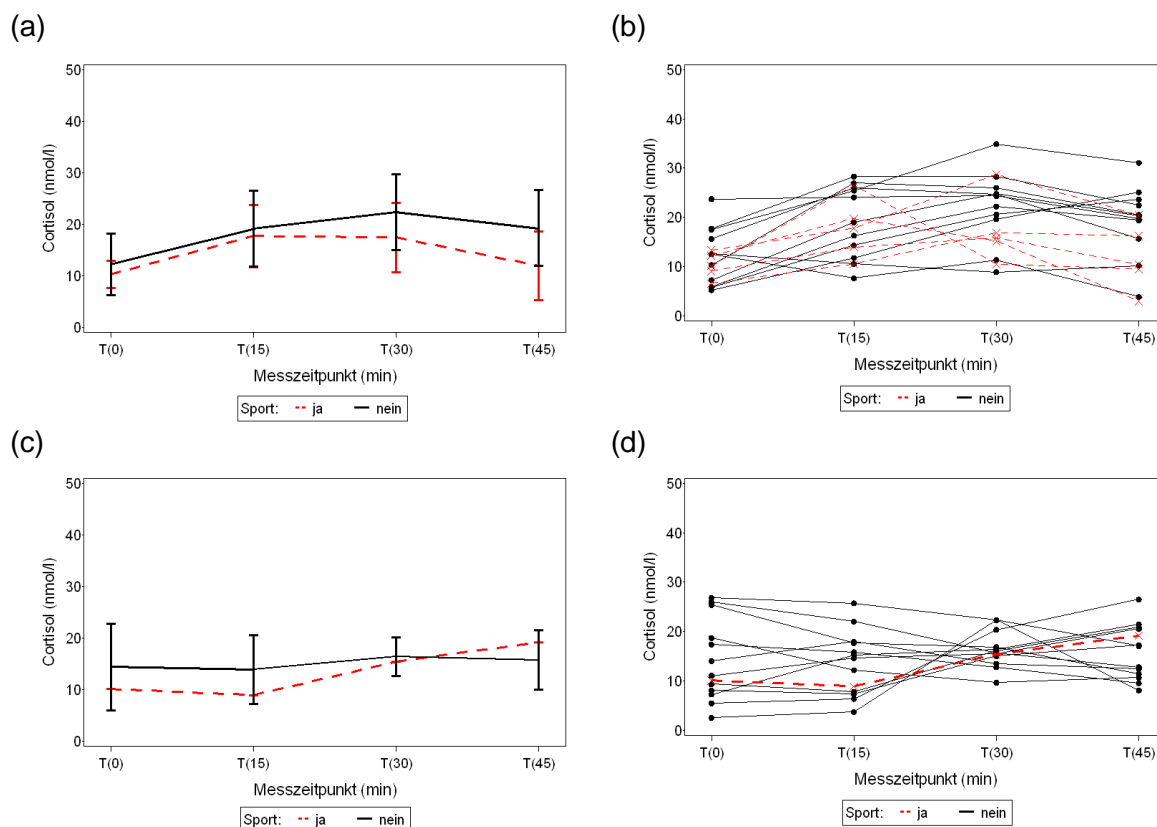 (a)
50
40
30
20
10
0
Cortisol (nmol/l)
T(0) T(15) T(30) T(45)
Messzeitpunkt (min)
Sport: ja nein
(b)
50
40
30
20
10
0
Cortisol (nmol/l)
T(0) T(15) T(30) T(45)
Messzeitpunkt (min)
Sport: ja nein
(c)
50
40
30
20
10
0
Cortisol (nmol/l)
T(0) T(15) T(30) T(45)
Messzeitpunkt (min)
Sport: ja nein
(d)
50
40
30
20
10
0
Cortisol (nmol/l)
T(0) T(15) T(30) T(45)
Messzeitpunkt (min)
Sport: ja nein